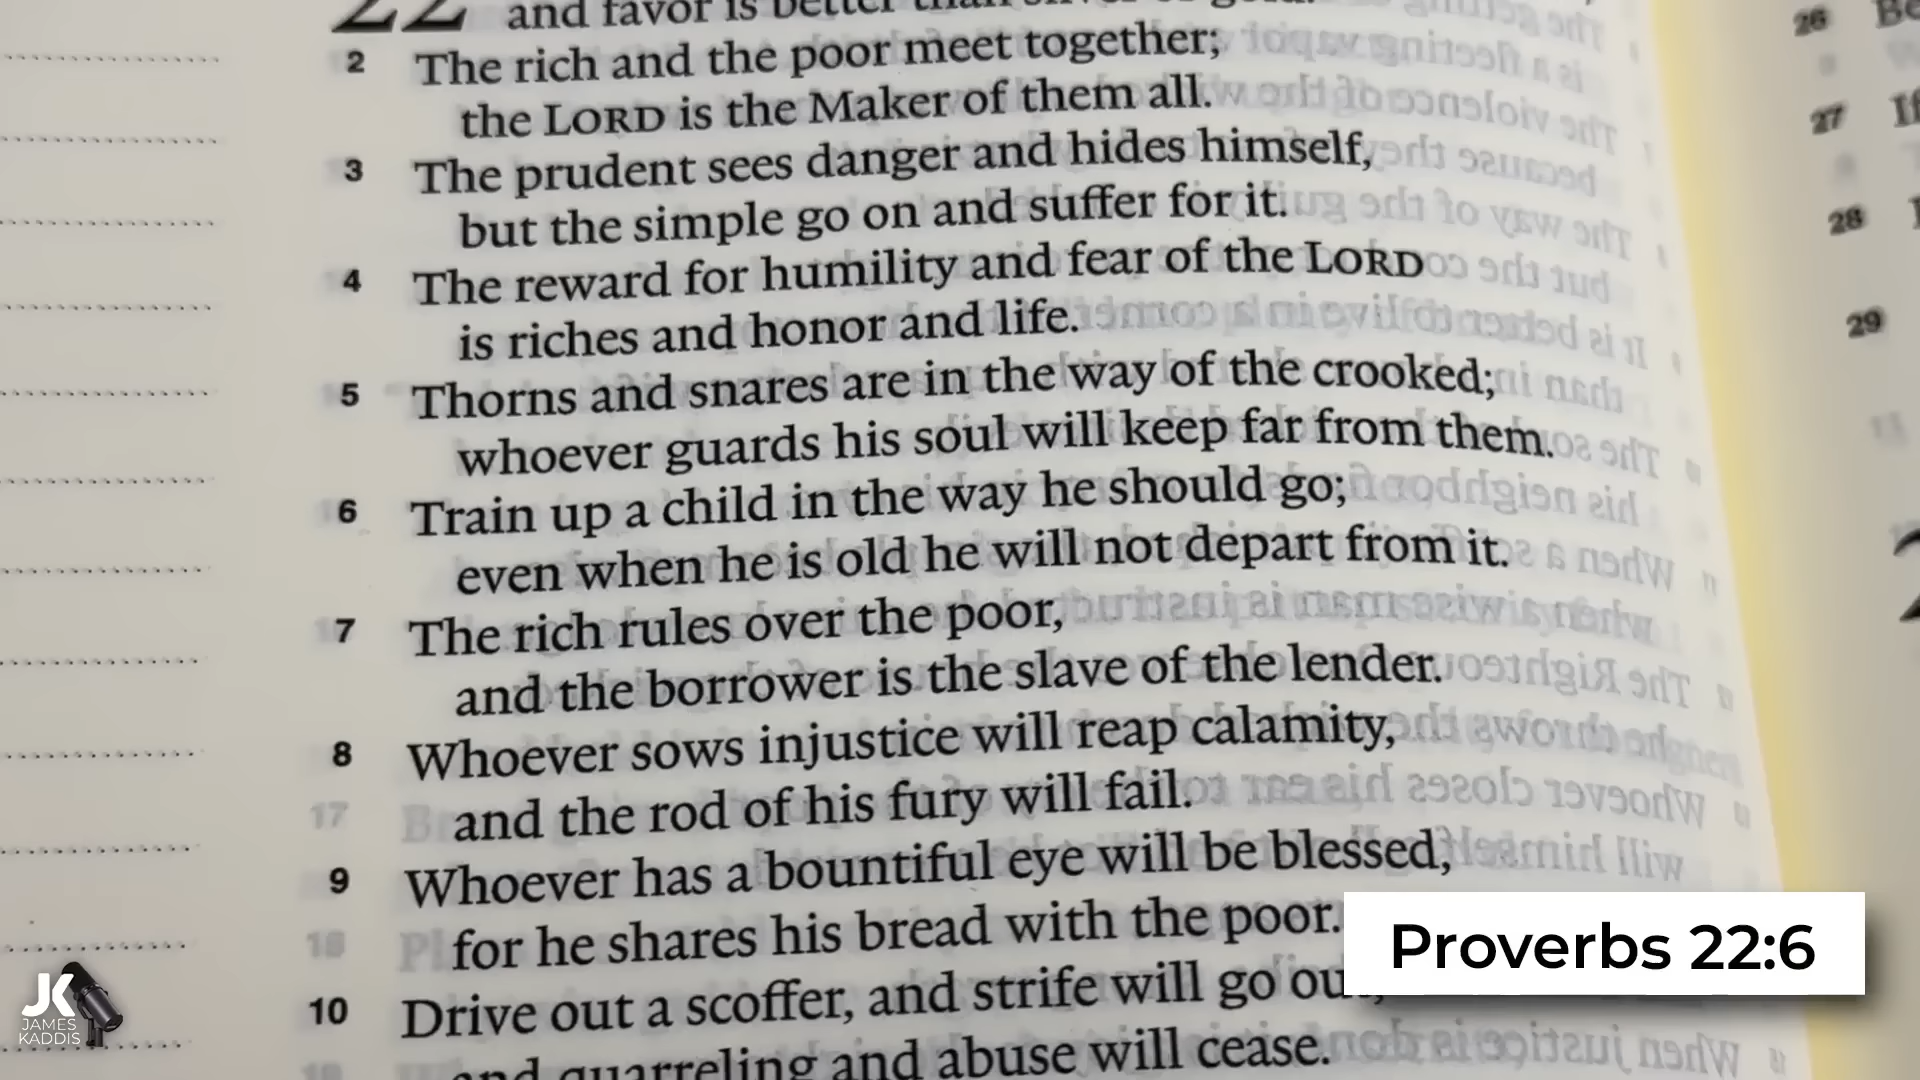 22 and favor is better than silver or gold.
2 The rich and the poor meet together;
the LORD is the Maker of them all.
3 The prudent sees danger and hides himself,
but the simple go on and suffer for it.
4 The reward for humility and fear of the LORD
is riches and honor and life.
5 Thorns and snares are in the way of the crooked;
whoever guards his soul will keep far from them.
6 Train up a child in the way he should go;
even when he is old he will not depart from it.
7 The rich rules over the poor,
and the borrower is the slave of the lender.
8 Whoever sows injustice will reap calamity,
and the rod of his fury will fail.
9 Whoever has a bountiful eye will be blessed,
for he shares his bread with the poor.
10 Drive out a scoffer, and strife will go out,
and quarreling and abuse will cease.
26 Be
27 If
28
29
Proverbs 22:6
JK
JAMES
KADDIS